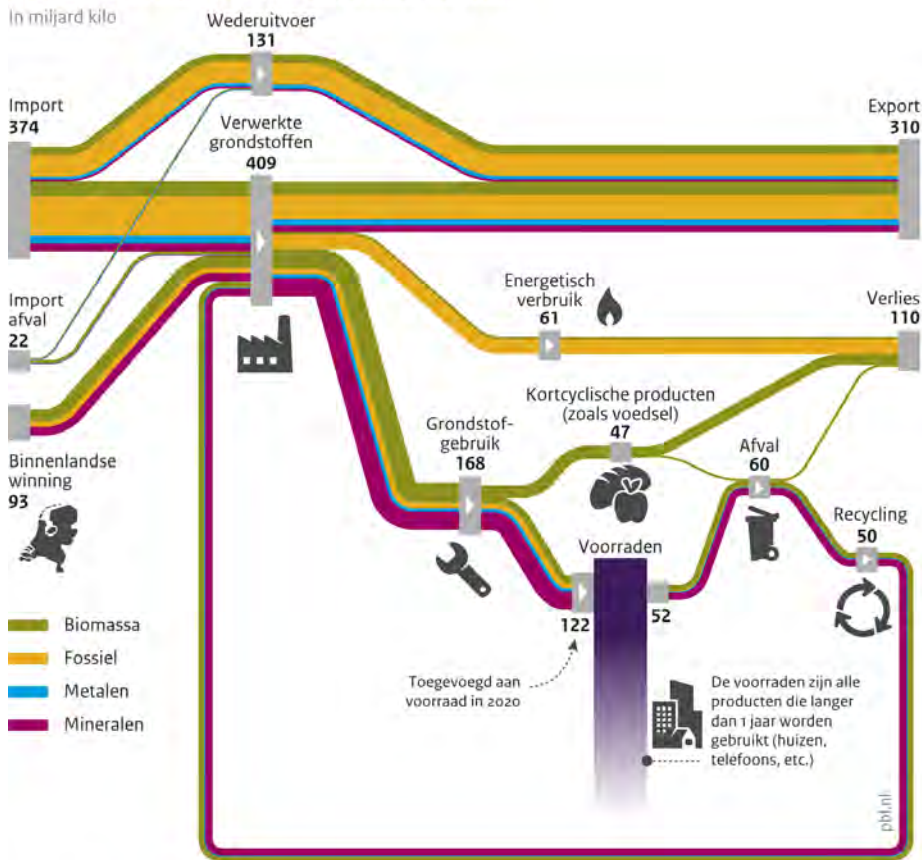 In miljard kilo
Wederuitvoer
131
Import
374
Verwerkte
grondstoffen
409
Export
310
Import
afval
22
Energetisch
verbruik
61
Verlies
110
Binnenlandse
winning
93
Grondstof-
gebruik
168
Kortcyclische producten
(zoals voedsel)
47
Afval
60
Recycling
50
Voorraden
122
52
Biomassa
Fossiel
Metalen
Mineralen
Toegevoegd aan
voorraad in 2020
De voorraden zijn alle
producten die langer
dan 1 jaar worden
gebruikt (huizen,
telefoons, etc.)
pbl.nl